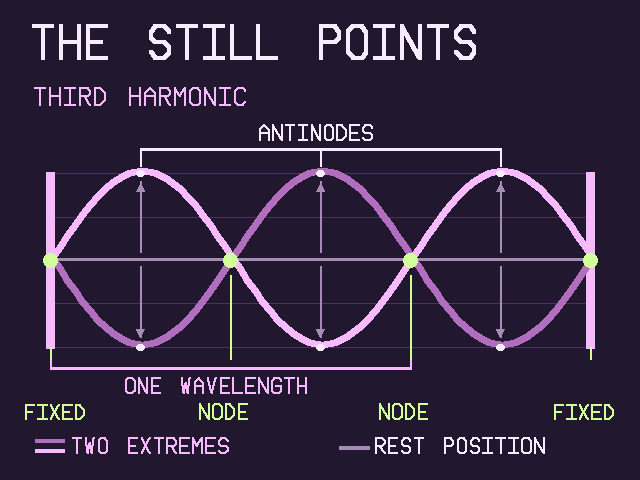 THE STILL POINTS
THIRD HARMONIC
ANTINODES
ONE WAVELENGTH
FIXED NODE NODE FIXED
TWO EXTREMES REST POSITION